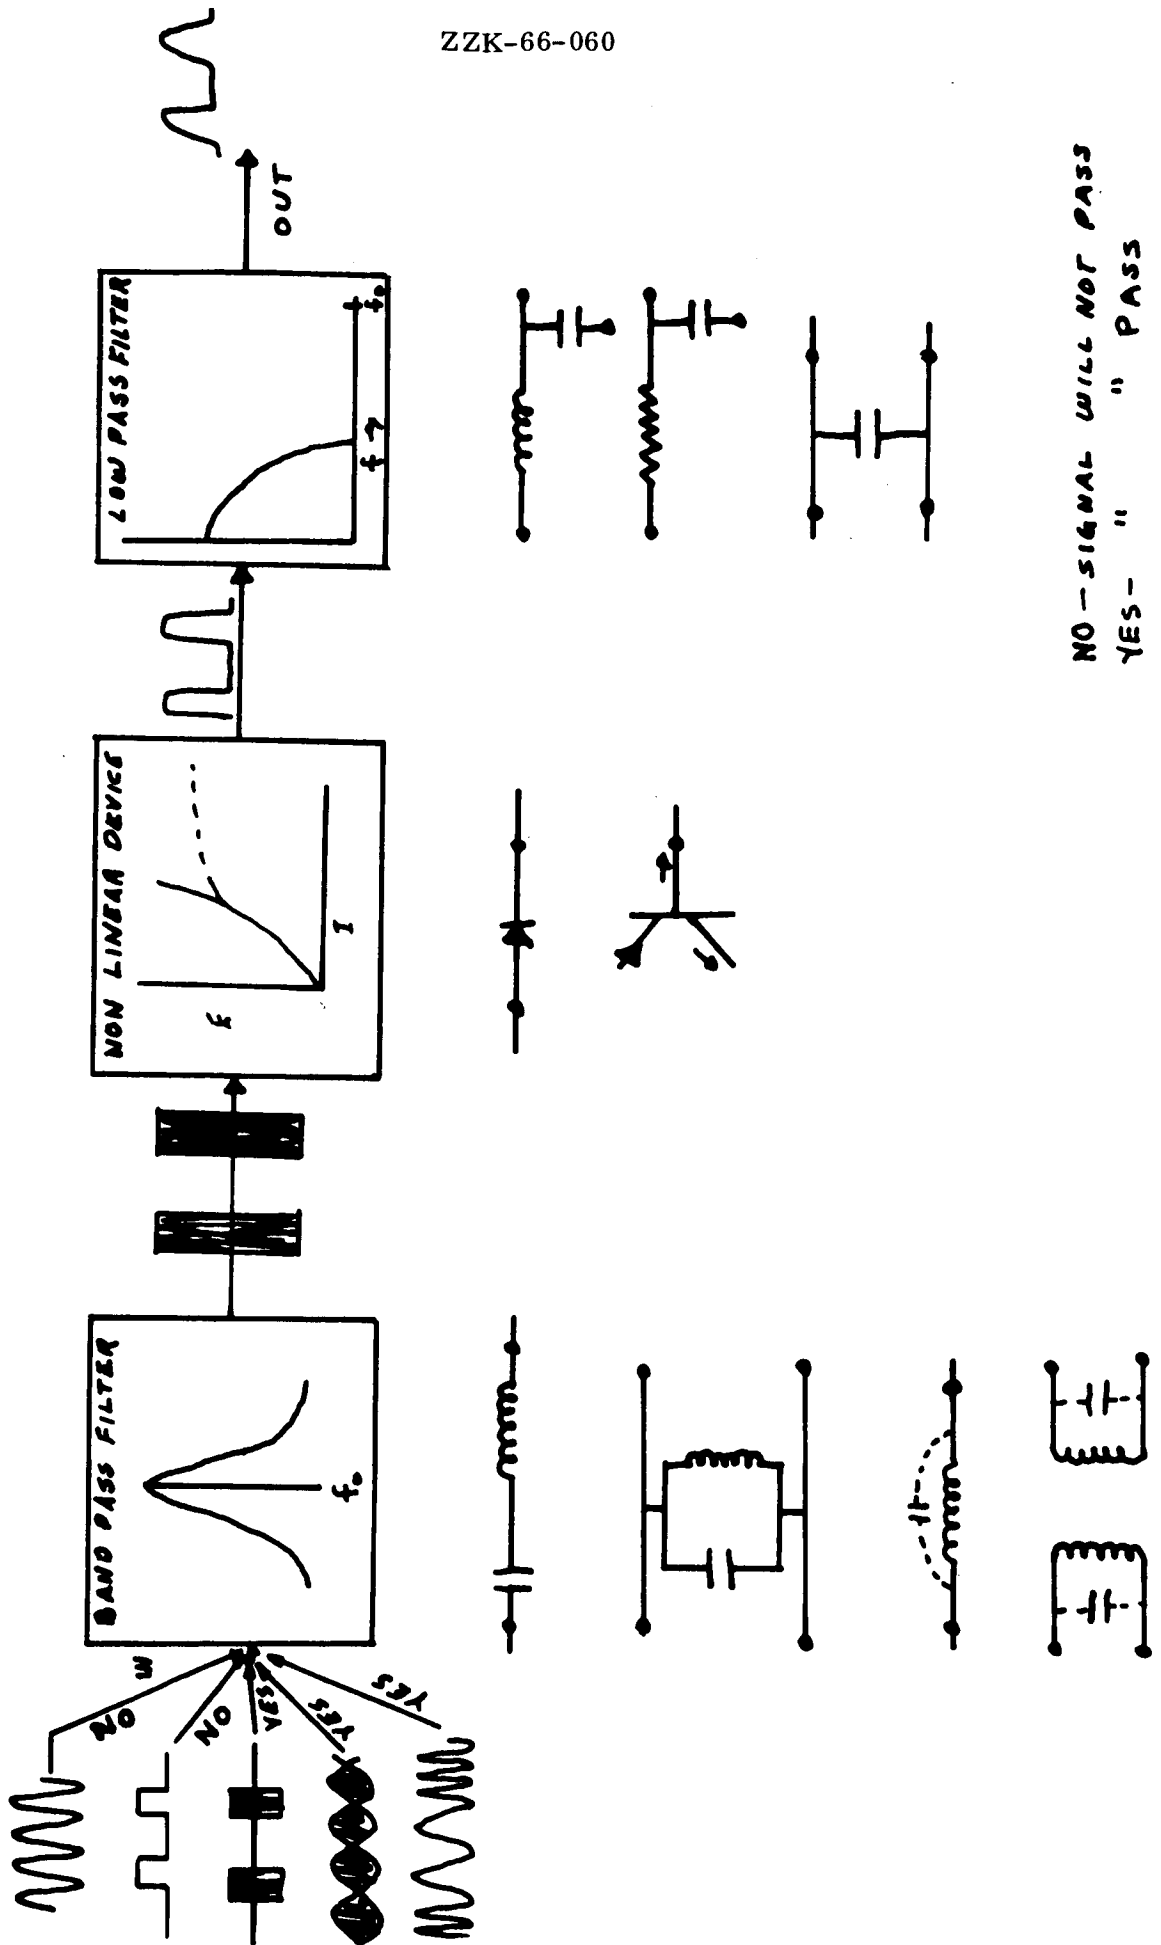 ZZK-66-060
NO
NO
YES
YES
YES
W
BAND PASS FILTER
f₀
NON LINEAR DEVICE
E
I
LOW PASS FILTER
f →
f₀
OUT
NO - SIGNAL WILL NOT PASS
YES - " " PASS